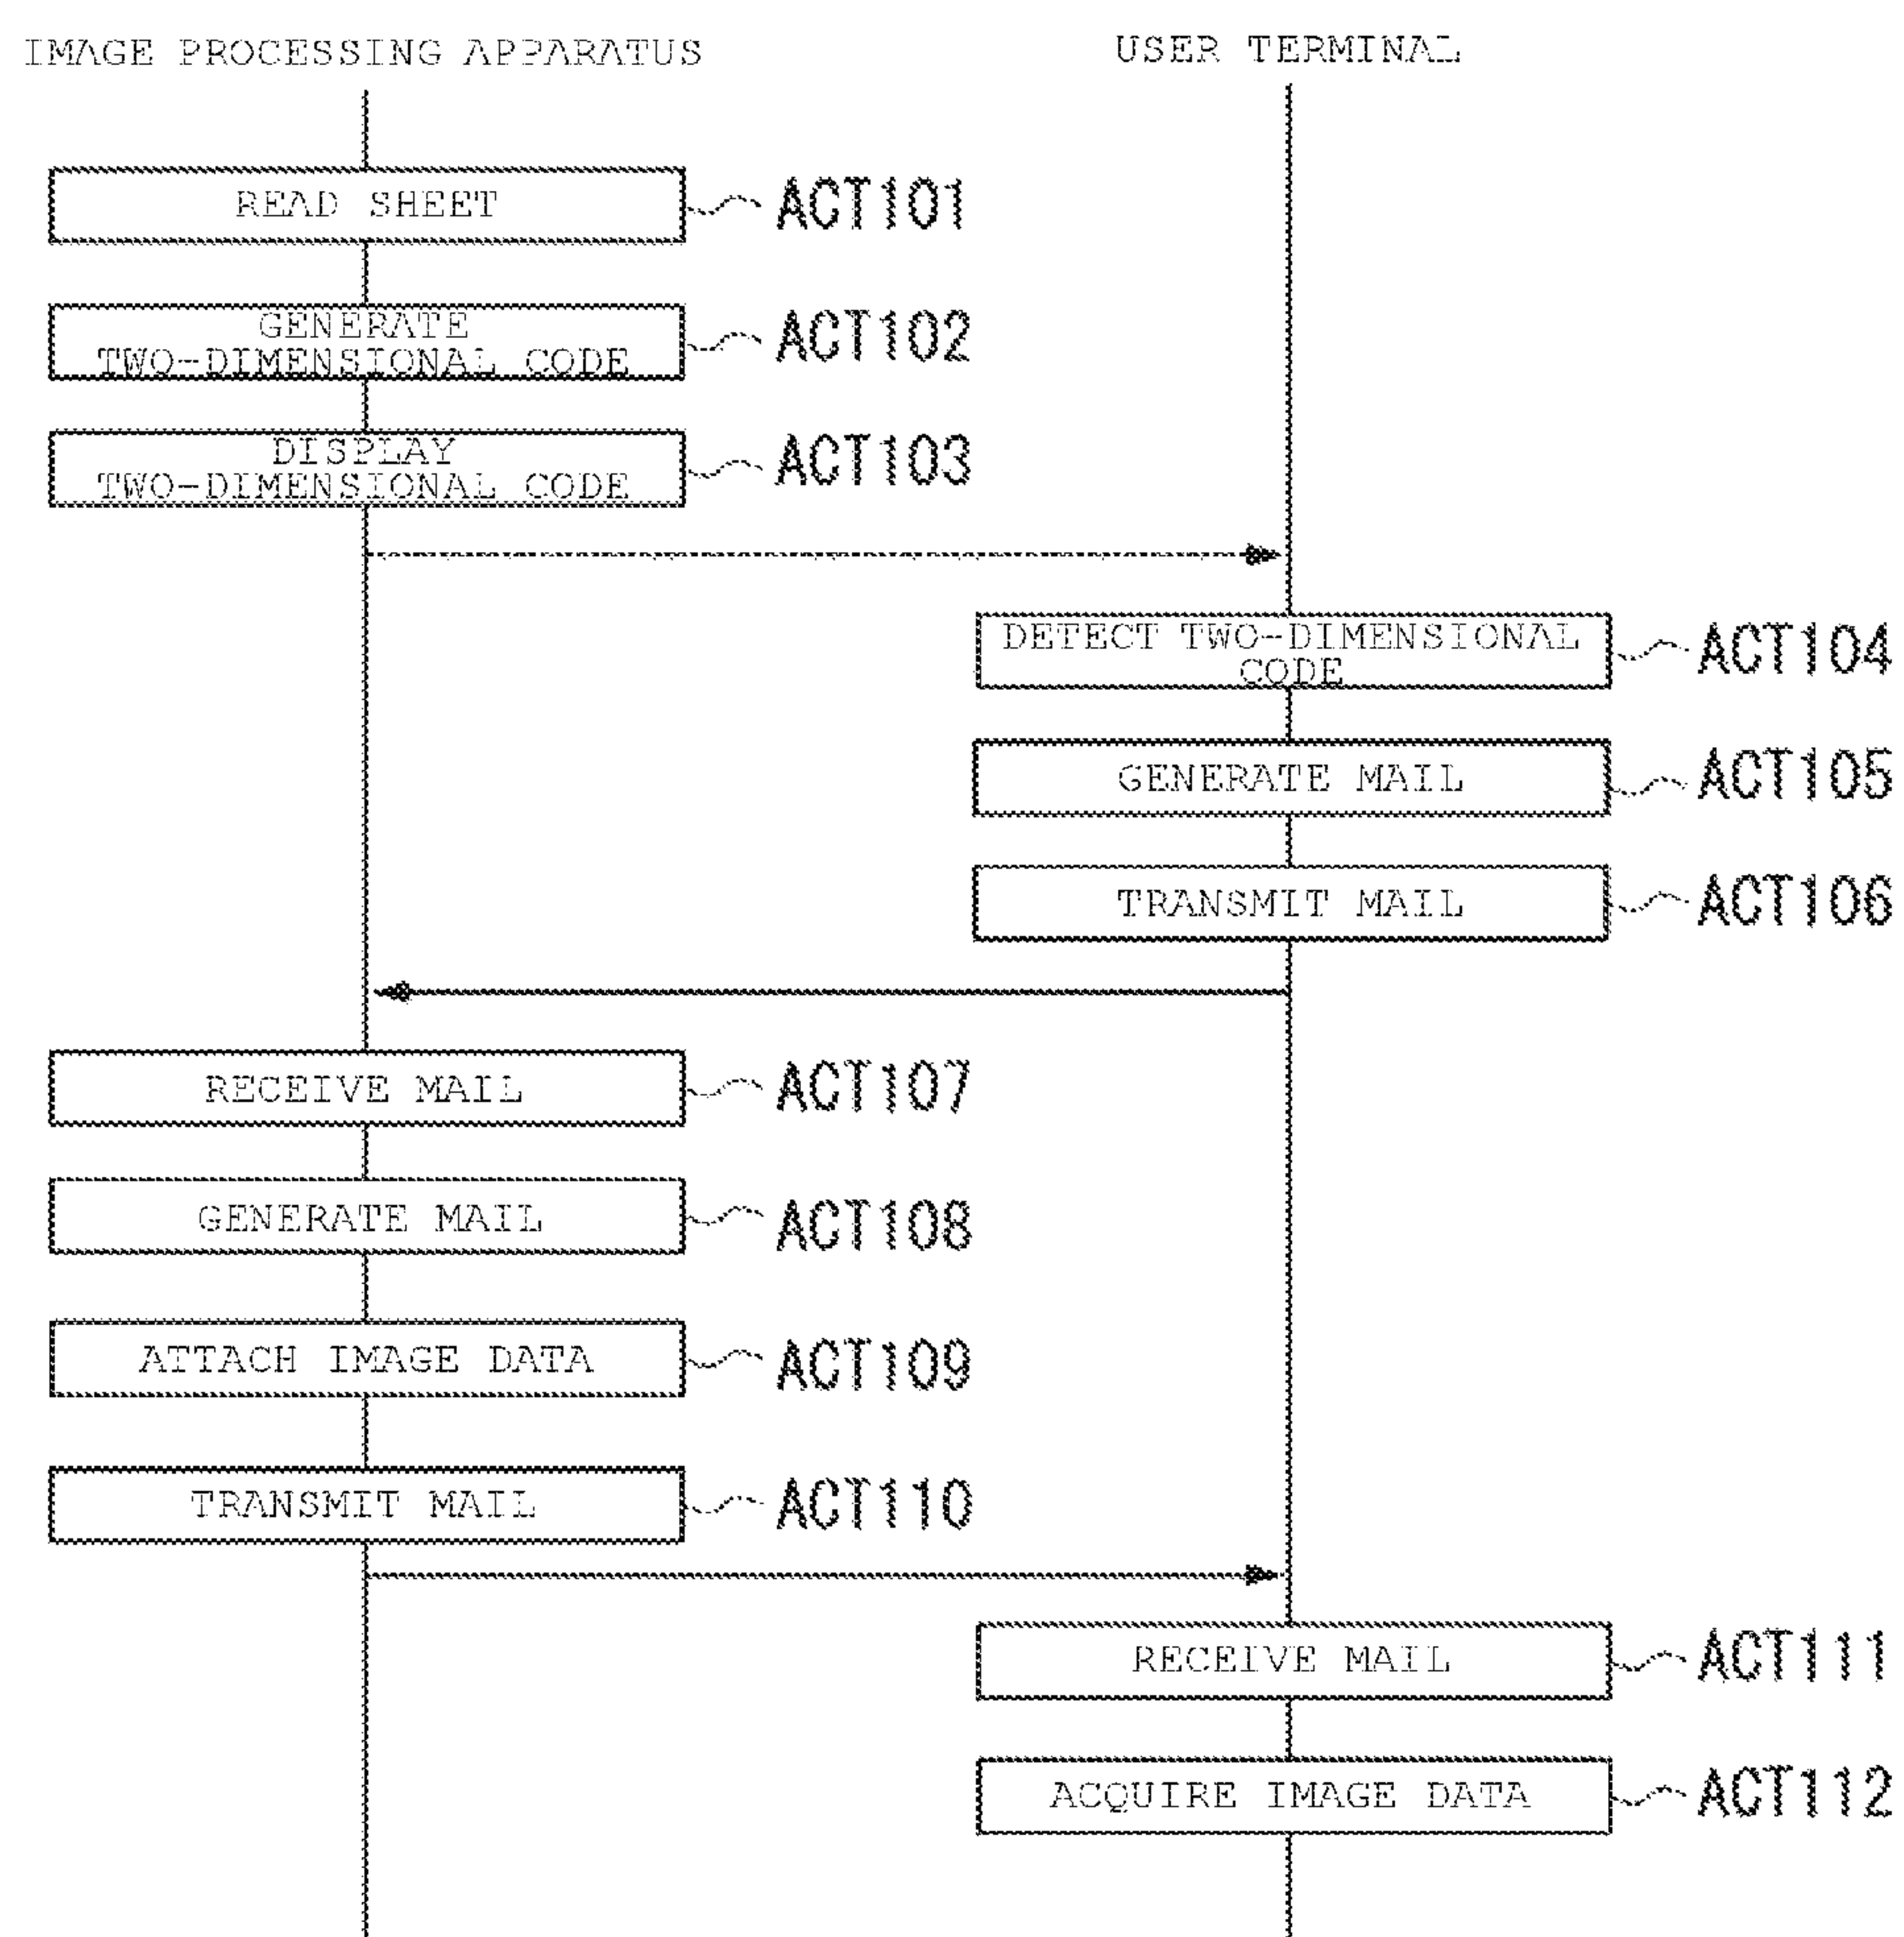 IMAGE PROCESSING APPARATUS
USER TERMINAL
READ SHEET
ACT101
GENERATE
TWO-DIMENSIONAL CODE
ACT102
DISPLAY
TWO-DIMENSIONAL CODE
ACT103
DETECT TWO-DIMENSIONAL
CODE
ACT104
GENERATE MAIL
ACT105
TRANSMIT MAIL
ACT106
RECEIVE MAIL
ACT107
GENERATE MAIL
ACT108
ATTACH IMAGE DATA
ACT109
TRANSMIT MAIL
ACT110
RECEIVE MAIL
ACT111
ACQUIRE IMAGE DATA
ACT112